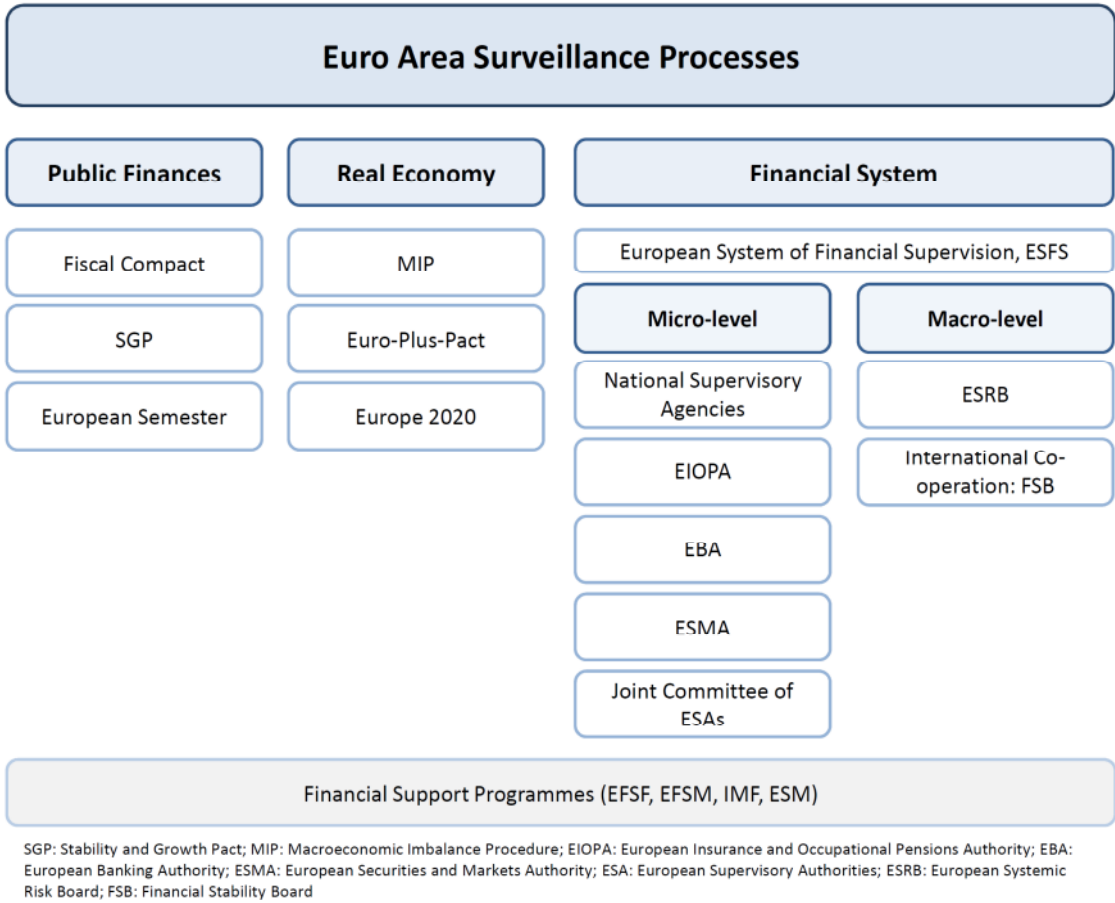 Euro Area Surveillance Processes
Public Finances
Real Economy
Financial System
Fiscal Compact
SGP
European Semester
MIP
Euro-Plus-Pact
Europe 2020
European System of Financial Supervision, ESFS
Micro-level
National Supervisory
Agencies
EIOPA
EBA
ESMA
Joint Committee of
ESAs
Macro-level
ESRB
International Co-
operation: FSB
Financial Support Programmes (EFSF, EFSM, IMF, ESM)
SGP: Stability and Growth Pact; MIP: Macroeconomic Imbalance Procedure; EIOPA: European Insurance and Occupational Pensions Authority; EBA:
European Banking Authority; ESMA: European Securities and Markets Authority; ESA: European Supervisory Authorities; ESRB: European Systemic
Risk Board; FSB: Financial Stability Board